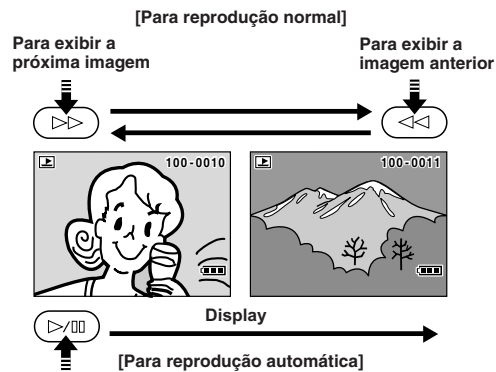 [Para reprodução normal]
Para exibir a
próxima imagem
Para exibir a
imagem anterior
100-0010
100-0011
Display
[Para reprodução automática]